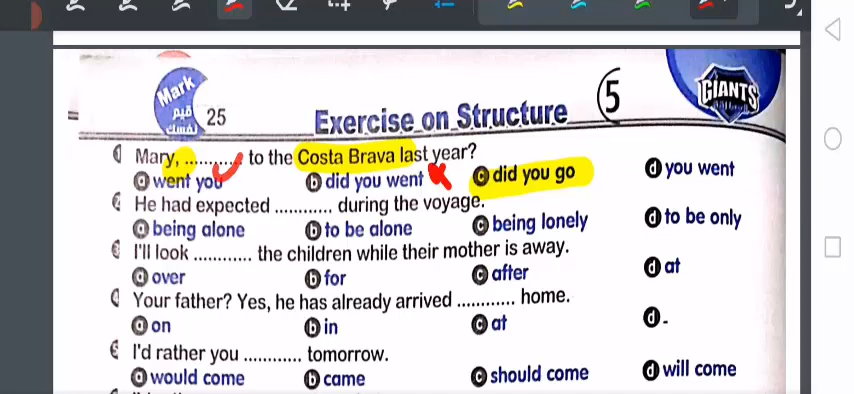 Mark
قيم
نفسك
25
Exercise on Structure
5
GIANTS
1 Mary, ........... to the Costa Brava last year?
a went you b did you went c did you go d you went
2 He had expected ............ during the voyage.
a being alone b to be alone c being lonely d to be only
3 I'll look ............ the children while their mother is away.
a over b for c after d at
4 Your father? Yes, he has already arrived ............ home.
a on b in c at d -
5 I'd rather you ............ tomorrow.
a would come b came c should come d will come